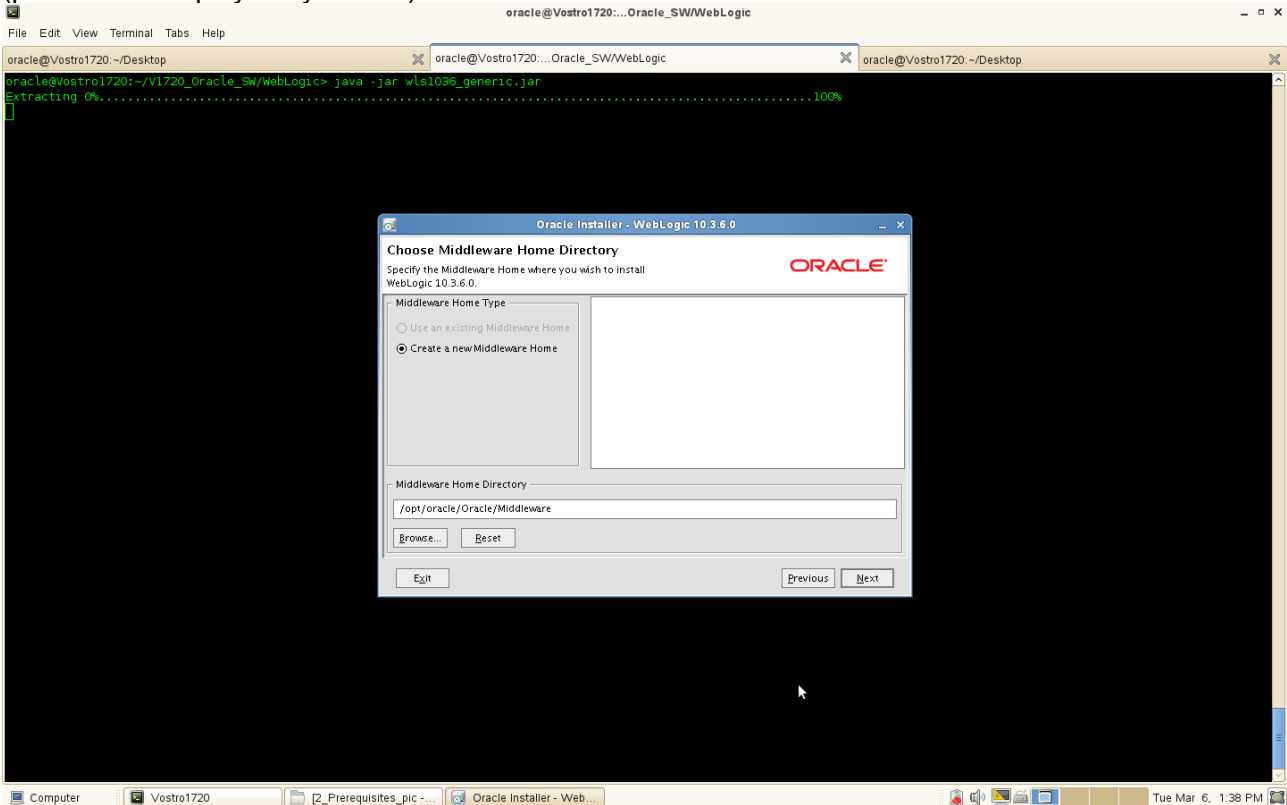 oracle@Vostro1720:...Oracle_SW/WebLogic
File Edit View Terminal Tabs Help
oracle@Vostro1720:~/Desktop
oracle@Vostro1720:...Oracle_SW/WebLogic
oracle@Vostro1720:~/Desktop
oracle@Vostro1720:~/V1720_Oracle_SW/WebLogic> java -jar wls1036_generic.jar
Extracting 0%....................................................................................................100%
Oracle Installer - WebLogic 10.3.6.0
Choose Middleware Home Directory
Specify the Middleware Home where you wish to install
WebLogic 10.3.6.0.
ORACLE
Middleware Home Type
Use an existing Middleware Home
Create a new Middleware Home
Middleware Home Directory
/opt/oracle/Oracle/Middleware
Browse... Reset
Exit Previous Next
Computer Vostro1720 [2_Prerequisites_pic -... Oracle Installer - Web... Tue Mar 6, 1:38 PM